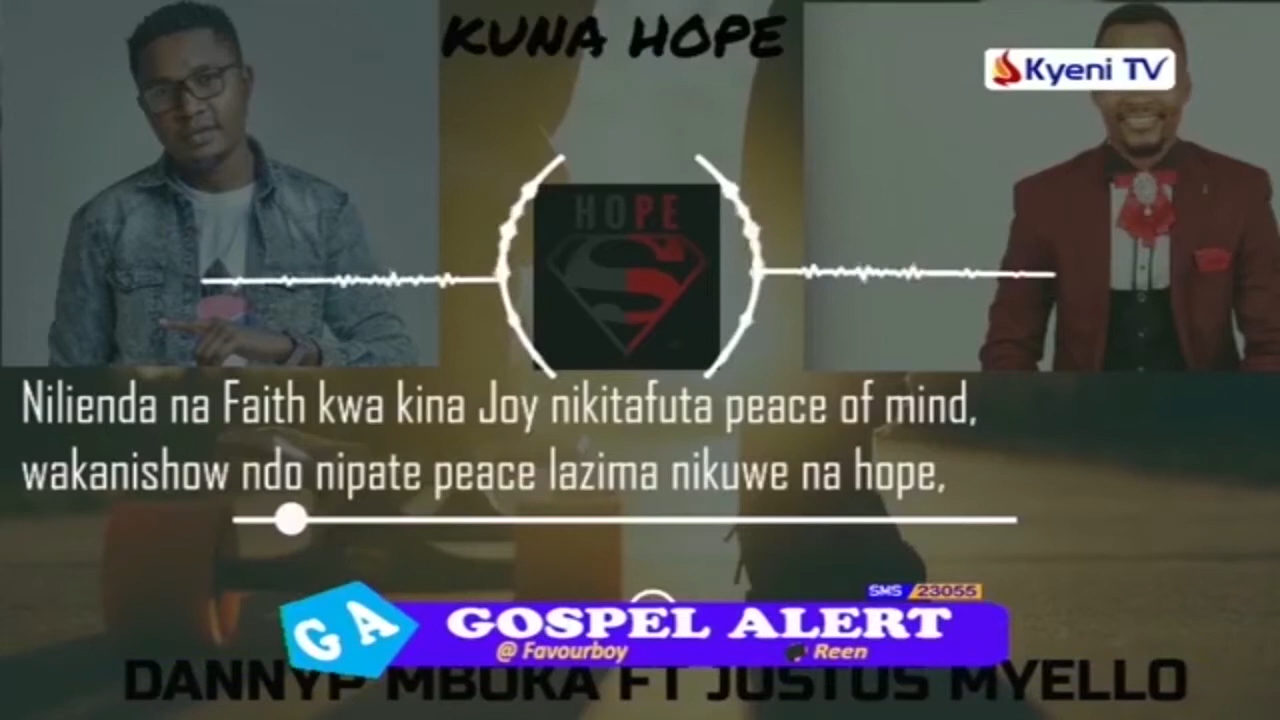 KUNA HOPE
Kyeni TV
HOPE
Nilienda na Faith kwa kina Joy nikitafuta peace of mind,
wakanishow ndo nipate peace lazima nikuwe na hope,
SMS 23055
GA
GOSPEL ALERT
@ Favourboy Reen
DANNYP MBOKA FT JUSTUS MYELLO